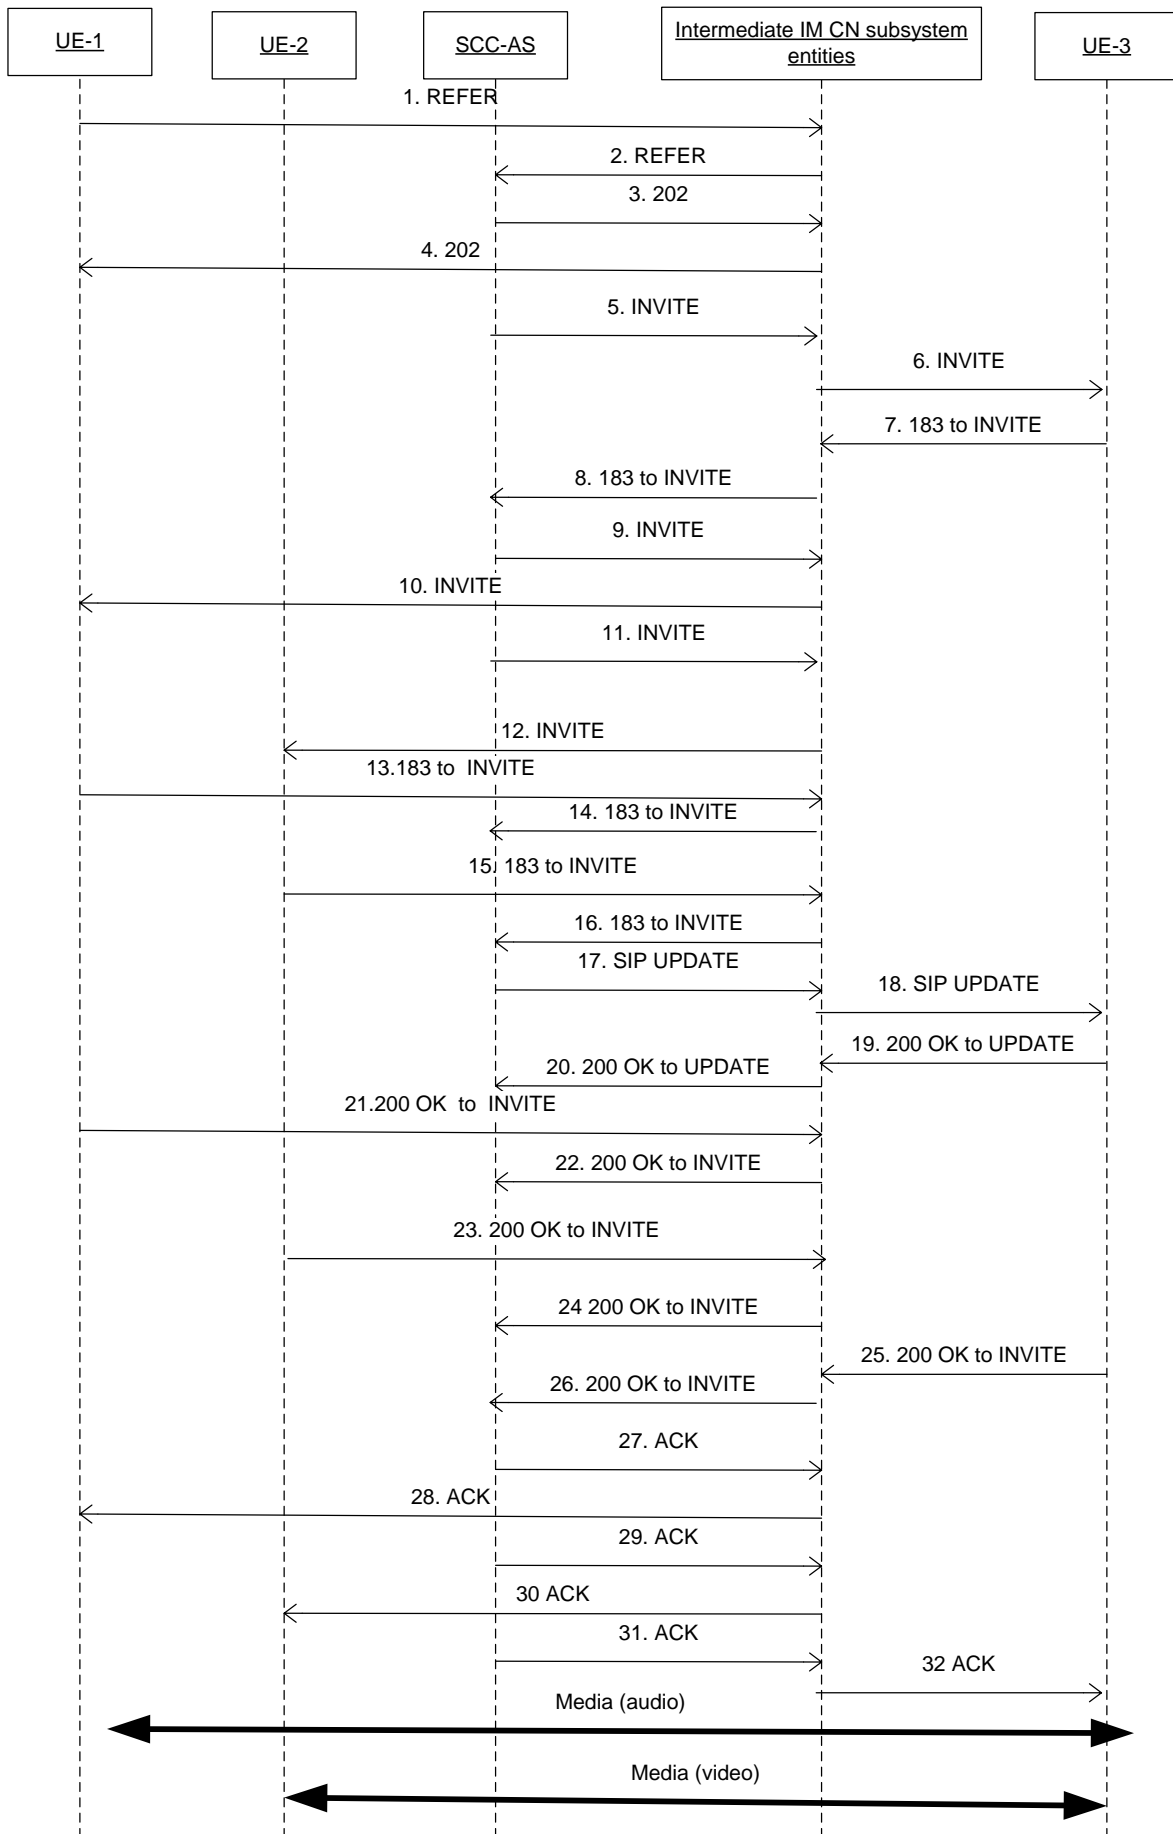 UE-1
UE-2
SCC-AS
Intermediate IM CN subsystem
entities
UE-3
1. REFER
2. REFER
3. 202
4. 202
5. INVITE
6. INVITE
7. 183 to INVITE
8. 183 to INVITE
9. INVITE
10. INVITE
11. INVITE
12. INVITE
13.183 to  INVITE
14. 183 to INVITE
15. 183 to INVITE
16. 183 to INVITE
17. SIP UPDATE
18. SIP UPDATE
19. 200 OK to UPDATE
20. 200 OK to UPDATE
21.200 OK  to  INVITE
22. 200 OK to INVITE
23. 200 OK to INVITE
24 200 OK to INVITE
25. 200 OK to INVITE
26. 200 OK to INVITE
27. ACK
28. ACK
29. ACK
30 ACK
31. ACK
32 ACK
Media (audio)
Media (video)